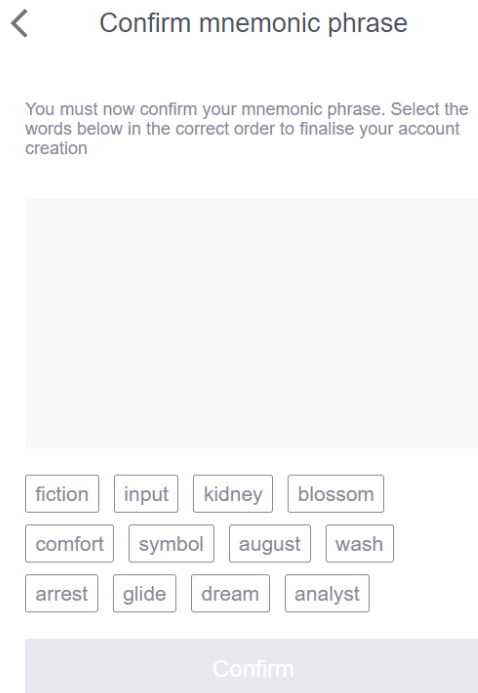 Confirm mnemonic phrase
You must now confirm your mnemonic phrase. Select the
words below in the correct order to finalise your account
creation
fiction input kidney blossom
comfort symbol august wash
arrest glide dream analyst
Confirm